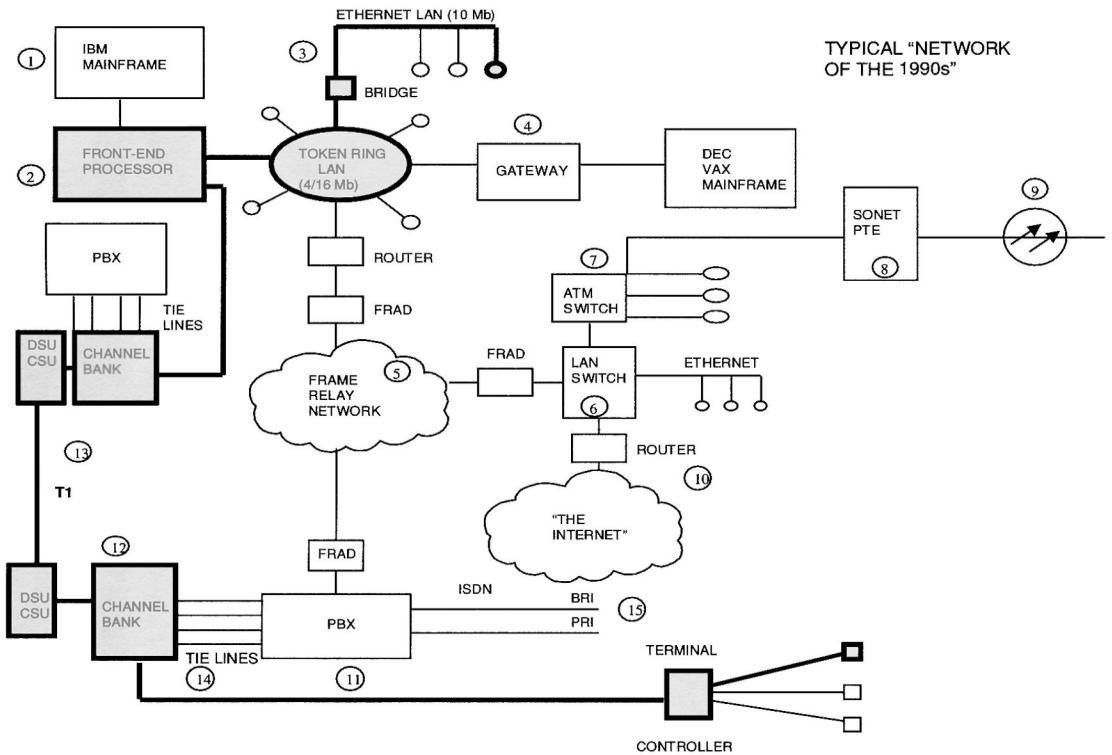 ETHERNET LAN (10 Mb)
TYPICAL “NETWORK
OF THE 1990s”
1
IBM
MAINFRAME
3
BRIDGE
2
FRONT-END
PROCESSOR
TOKEN RING
LAN
(4/16 Mb)
4
GATEWAY
DEC
VAX
MAINFRAME
9
SONET
PTE
8
PBX
ROUTER
7
ATM
SWITCH
FRAD
TIE
LINES
DSU
CSU
CHANNEL
BANK
FRAME
RELAY
NETWORK
5
FRAD
LAN
SWITCH
6
ETHERNET
13
ROUTER
10
T1
“THE
INTERNET”
12
FRAD
DSU
CSU
CHANNEL
BANK
PBX
ISDN
BRI
PRI
15
TIE LINES
14
11
TERMINAL
CONTROLLER